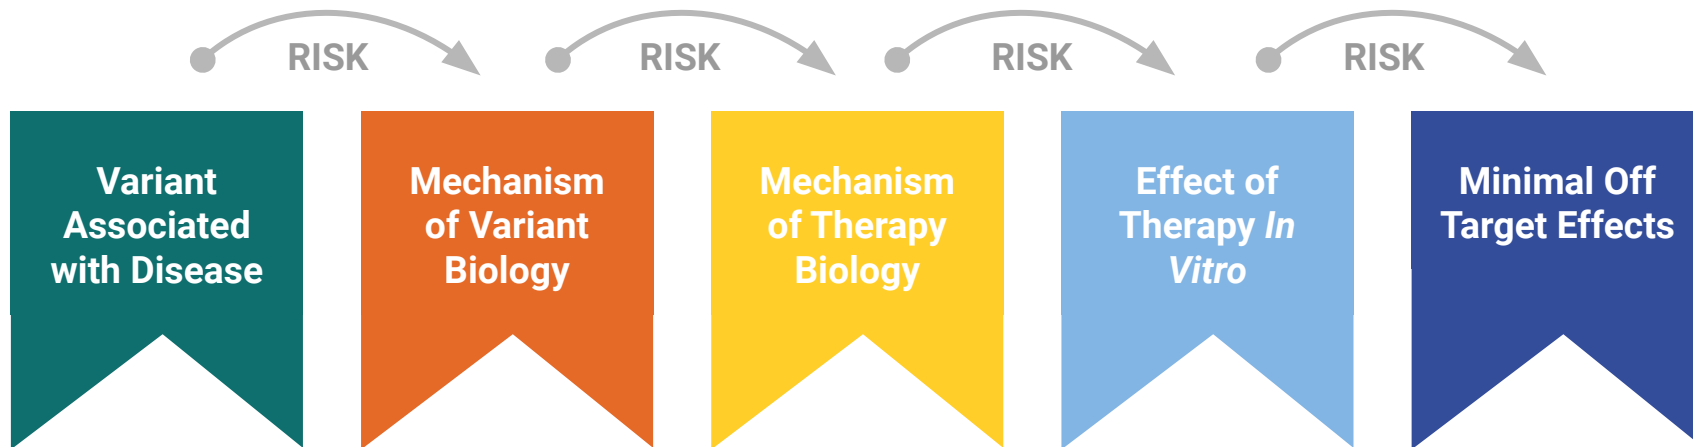 RISK
RISK
RISK
RISK
Variant
Associated
with Disease
Mechanism
of Variant
Biology
Mechanism
of Therapy
Biology
Effect of
Therapy In
Vitro
Minimal Off
Target Effects